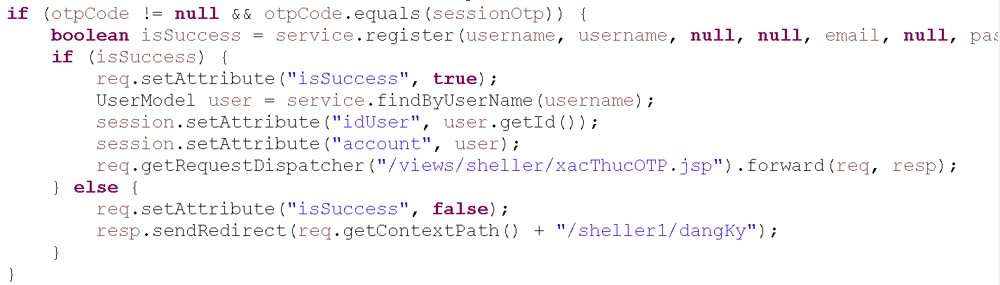 if (otpCode != null && otpCode.equals(sessionOtp)) {
boolean isSuccess = service.register(username, username, null, null, email, null,
if (isSuccess) {
req.setAttribute("isSuccess", true);
UserModel user = service.findByUserName(username);
session.setAttribute("idUser", user.getId());
session.setAttribute("account", user);
req.getRequestDispatcher("/views/sheller/xacThucOTP.jsp").forward(req, resp);
} else {
req.setAttribute("isSuccess", false);
resp.sendRedirect(req.getContextPath() + "/sheller1/dangKy");
}
}